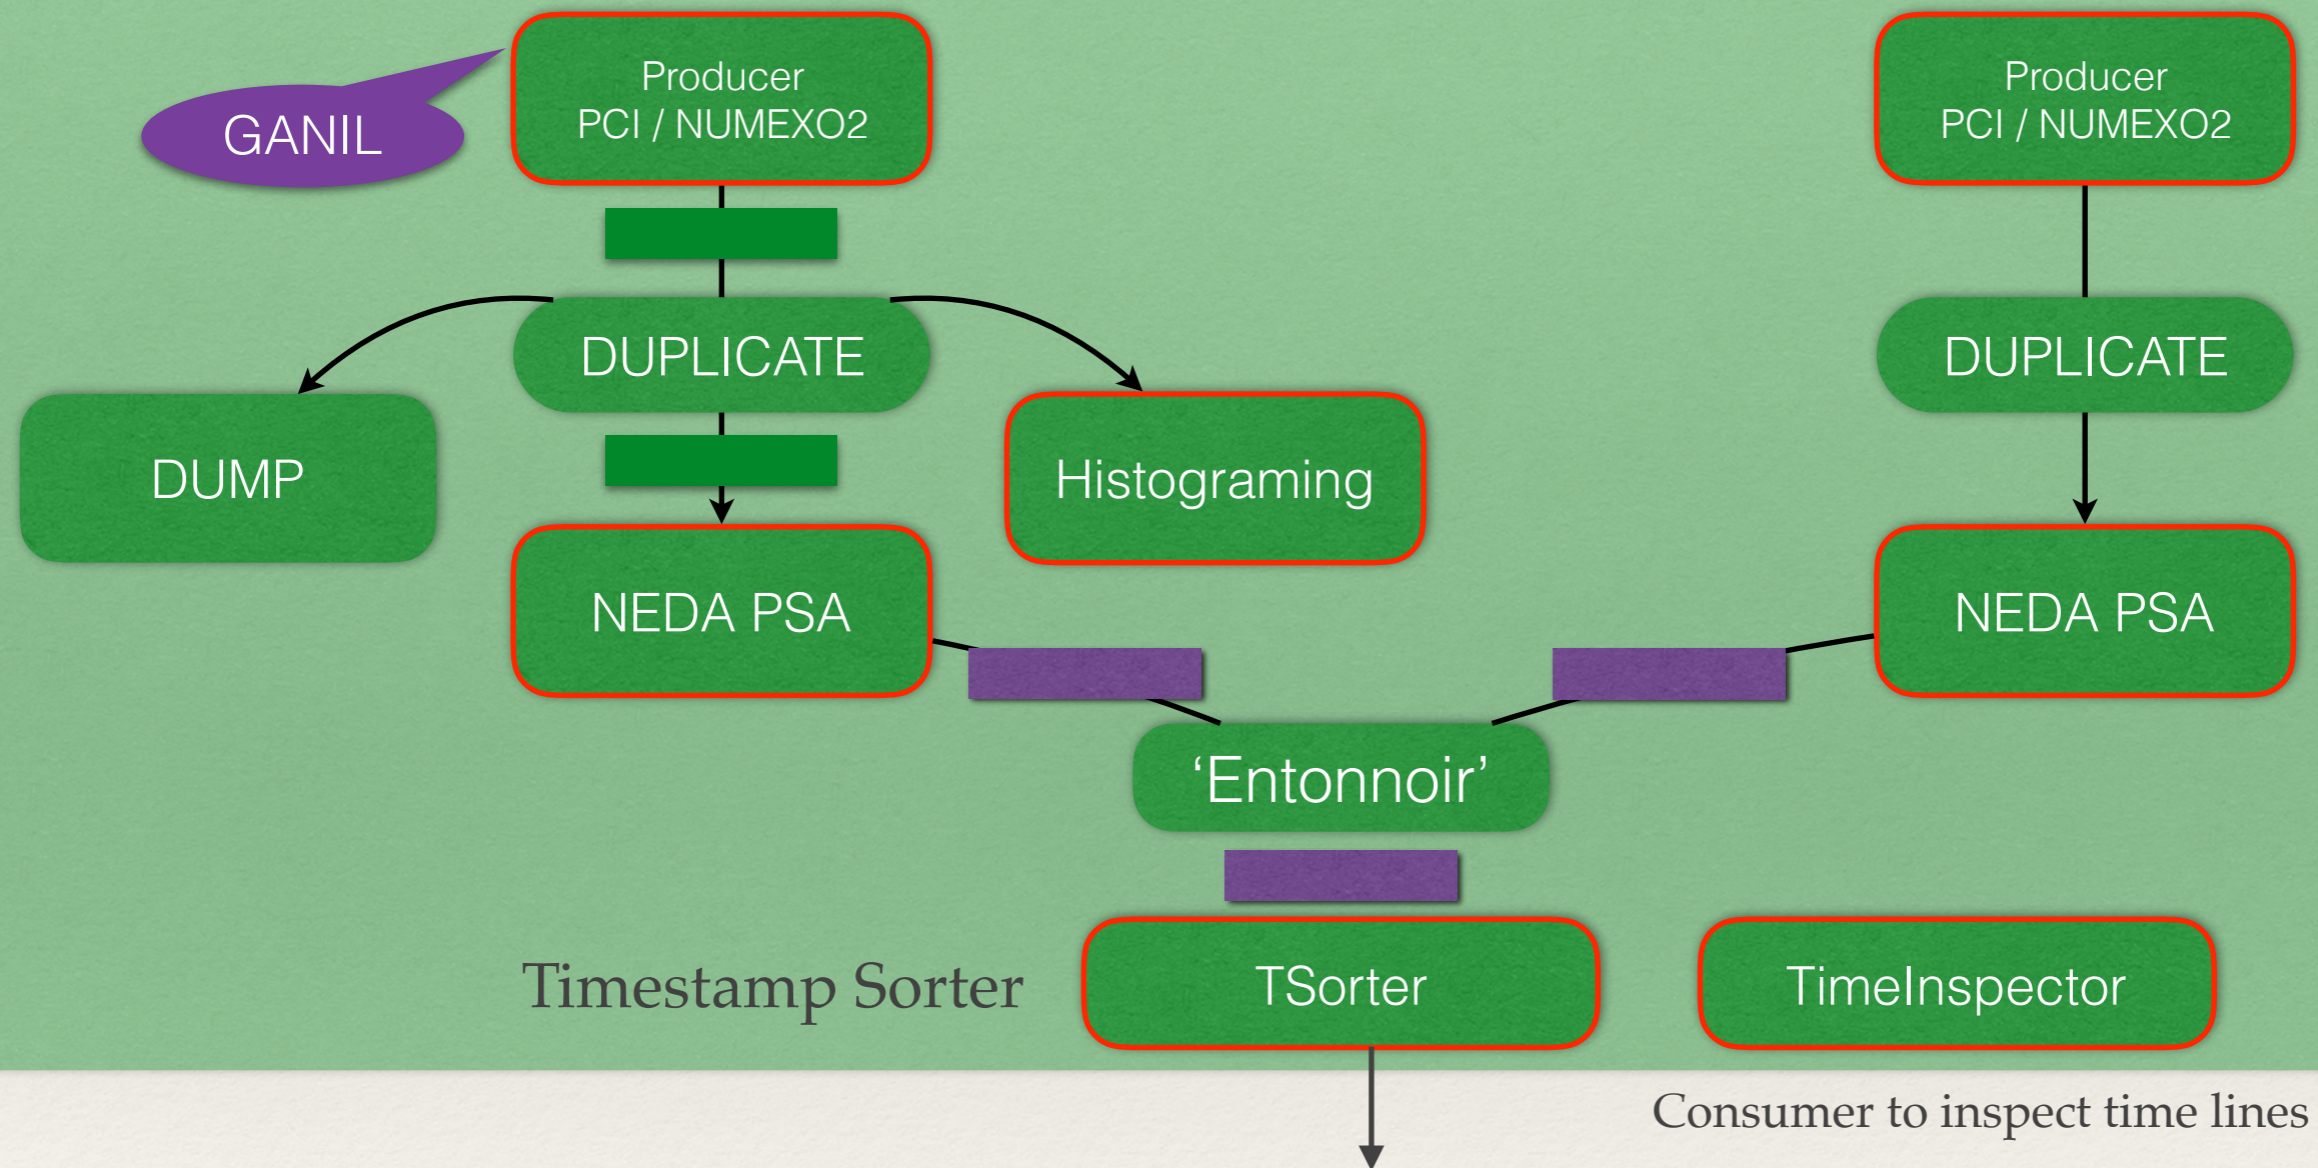 Producer
PCI / NUMEXO2
Producer
PCI / NUMEXO2
GANIL
DUPLICATE
DUPLICATE
DUMP
Histograming
NEDA PSA
NEDA PSA
‘Entonnoir’
Timestamp Sorter
TSorter
TimeInspector
Consumer to inspect time lines